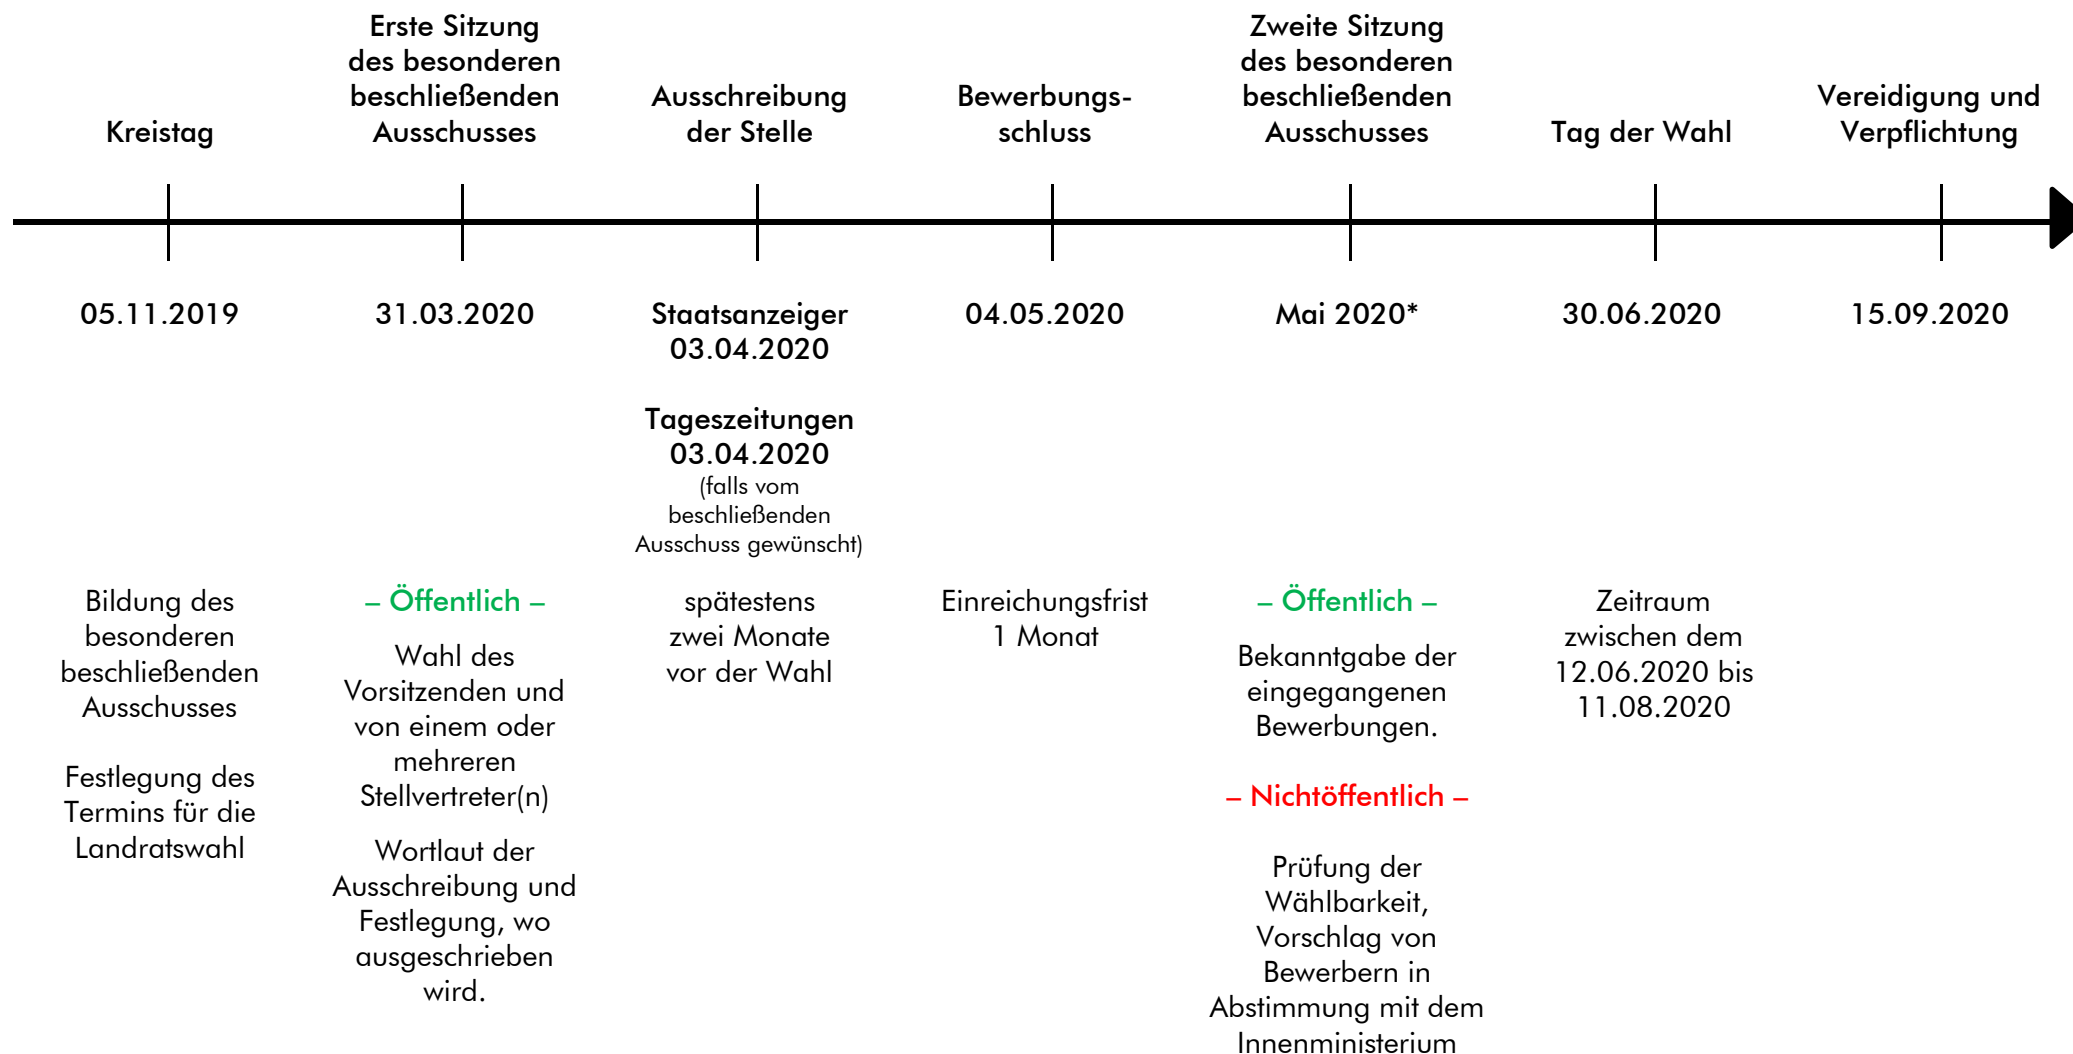 Kreistag
Erste Sitzung
des besonderen
beschließenden
Ausschusses
Ausschreibung
der Stelle
Bewerbungs-
schluss
Zweite Sitzung
des besonderen
beschließenden
Ausschusses
Tag der Wahl
Vereidigung und
Verpflichtung
05.11.2019
31.03.2020
Staatsanzeiger
03.04.2020
Tageszeitungen
03.04.2020
(falls vom
beschließenden
Ausschuss gewünscht)
04.05.2020
Mai 2020*
30.06.2020
15.09.2020
Bildung des
besonderen
beschließenden
Ausschusses
Festlegung des
Termins für die
Landratswahl
– Öffentlich –
Wahl des
Vorsitzenden und
von einem oder
mehreren
Stellvertreter(n)
Wortlaut der
Ausschreibung und
Festlegung, wo
ausgeschrieben
wird.
spätestens
zwei Monate
vor der Wahl
Einreichungsfrist
1 Monat
– Öffentlich –
Bekanntgabe der
eingegangenen
Bewerbungen.
– Nichtöffentlich –
Prüfung der
Wählbarkeit,
Vorschlag von
Bewerbern in
Abstimmung mit dem
Innenministerium
Zeitraum
zwischen dem
12.06.2020 bis
11.08.2020